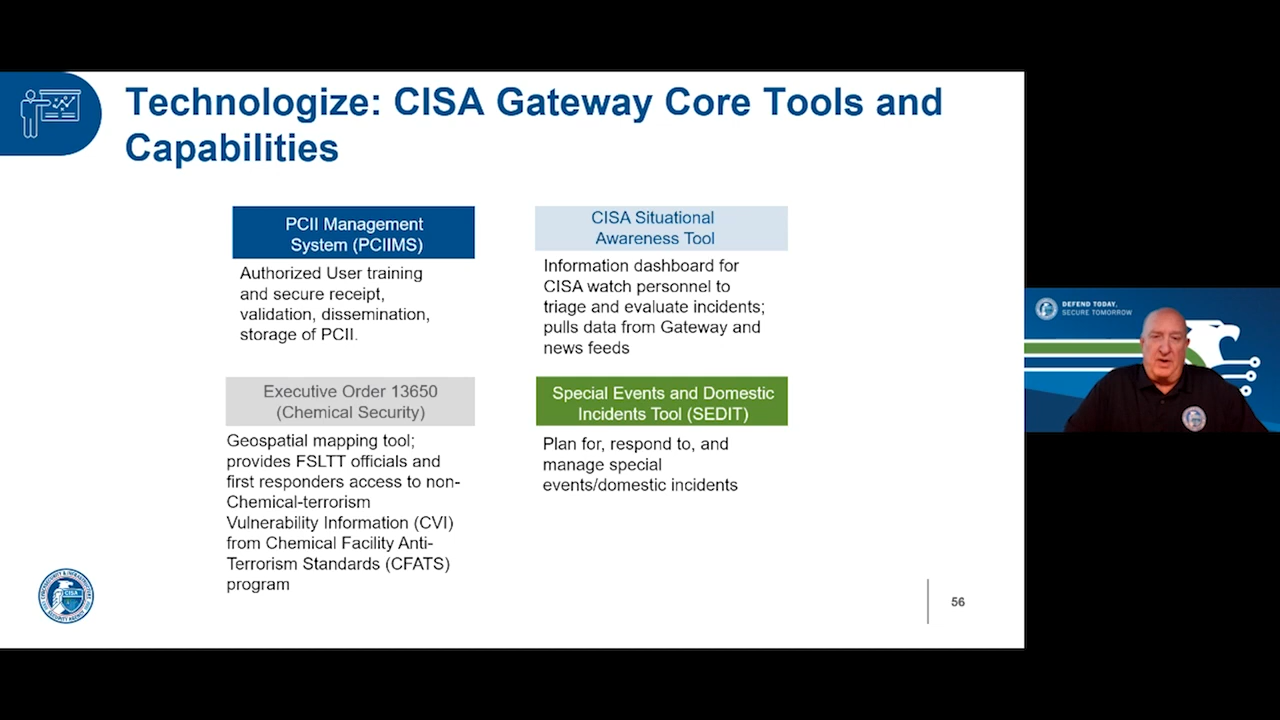 Technologize: CISA Gateway Core Tools and
Capabilities
PCII Management
System (PCIIMS)
Authorized User training
and secure receipt,
validation, dissemination,
storage of PCII.
CISA Situational
Awareness Tool
Information dashboard for
CISA watch personnel to
triage and evaluate incidents;
pulls data from Gateway and
news feeds
Executive Order 13650
(Chemical Security)
Geospatial mapping tool;
provides FSLTT officials and
first responders access to non-
Chemical-terrorism
Vulnerability Information (CVI)
from Chemical Facility Anti-
Terrorism Standards (CFATS)
program
Special Events and Domestic
Incidents Tool (SEDIT)
Plan for, respond to, and
manage special
events/domestic incidents
CYBERSECURITY & INFRASTRUCTURE
CISA
SECURITY AGENCY
56
DEFEND TODAY,
SECURE TOMORROW